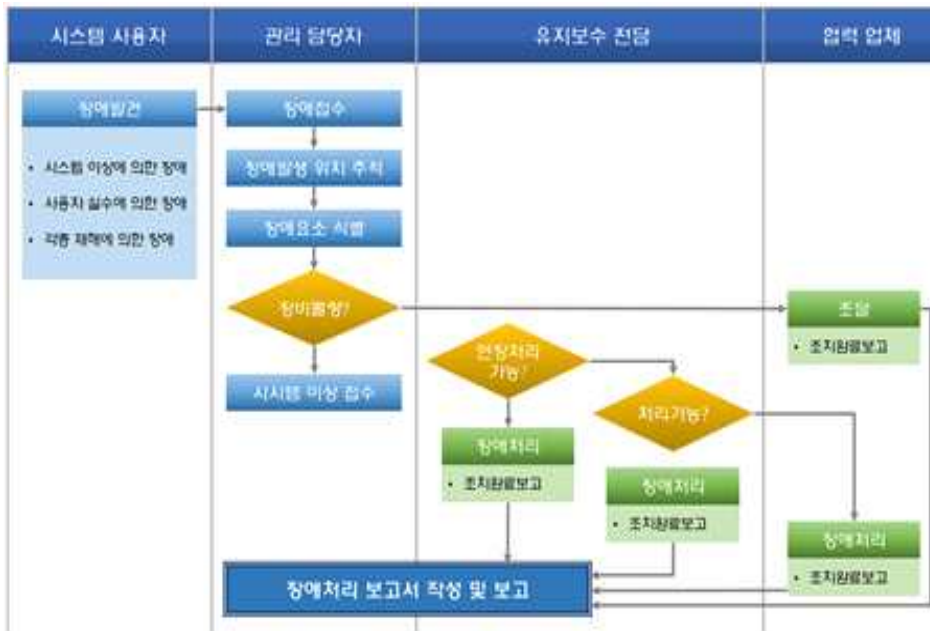 시스템 사용자
관리 담당자
유지보수 전담
협력 업체
장애발견
• 시스템 이상에 의한 장애
• 사용자 실수에 의한 장애
• 각종 재해에 의한 장애
장애접수
장애발생 위치 추적
장애요소 식별
장비불량?
시시템 이상 접수
현장처리
가능?
처리가능?
장애처리
• 조치완료보고
장애처리
• 조치완료보고
조달
• 조치완료보고
장애처리
• 조치완료보고
장애처리 보고서 작성 및 보고